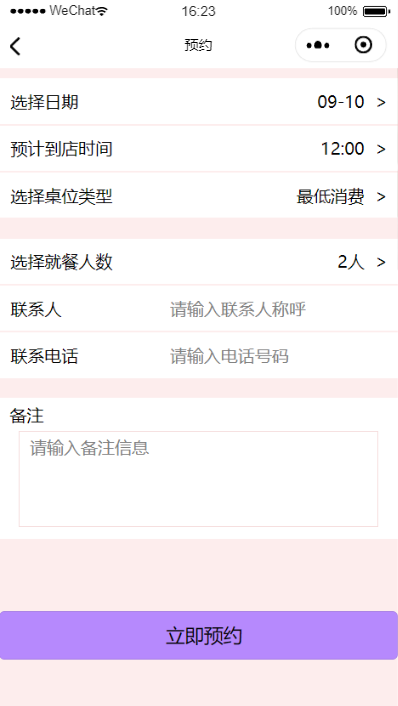 WeChat 16:23 100%
预约
选择日期 09-10 >
预计到店时间 12:00 >
选择桌位类型 最低消费 >
选择就餐人数 2人 >
联系人 请输入联系人称呼
联系电话 请输入电话号码
备注
请输入备注信息
立即预约